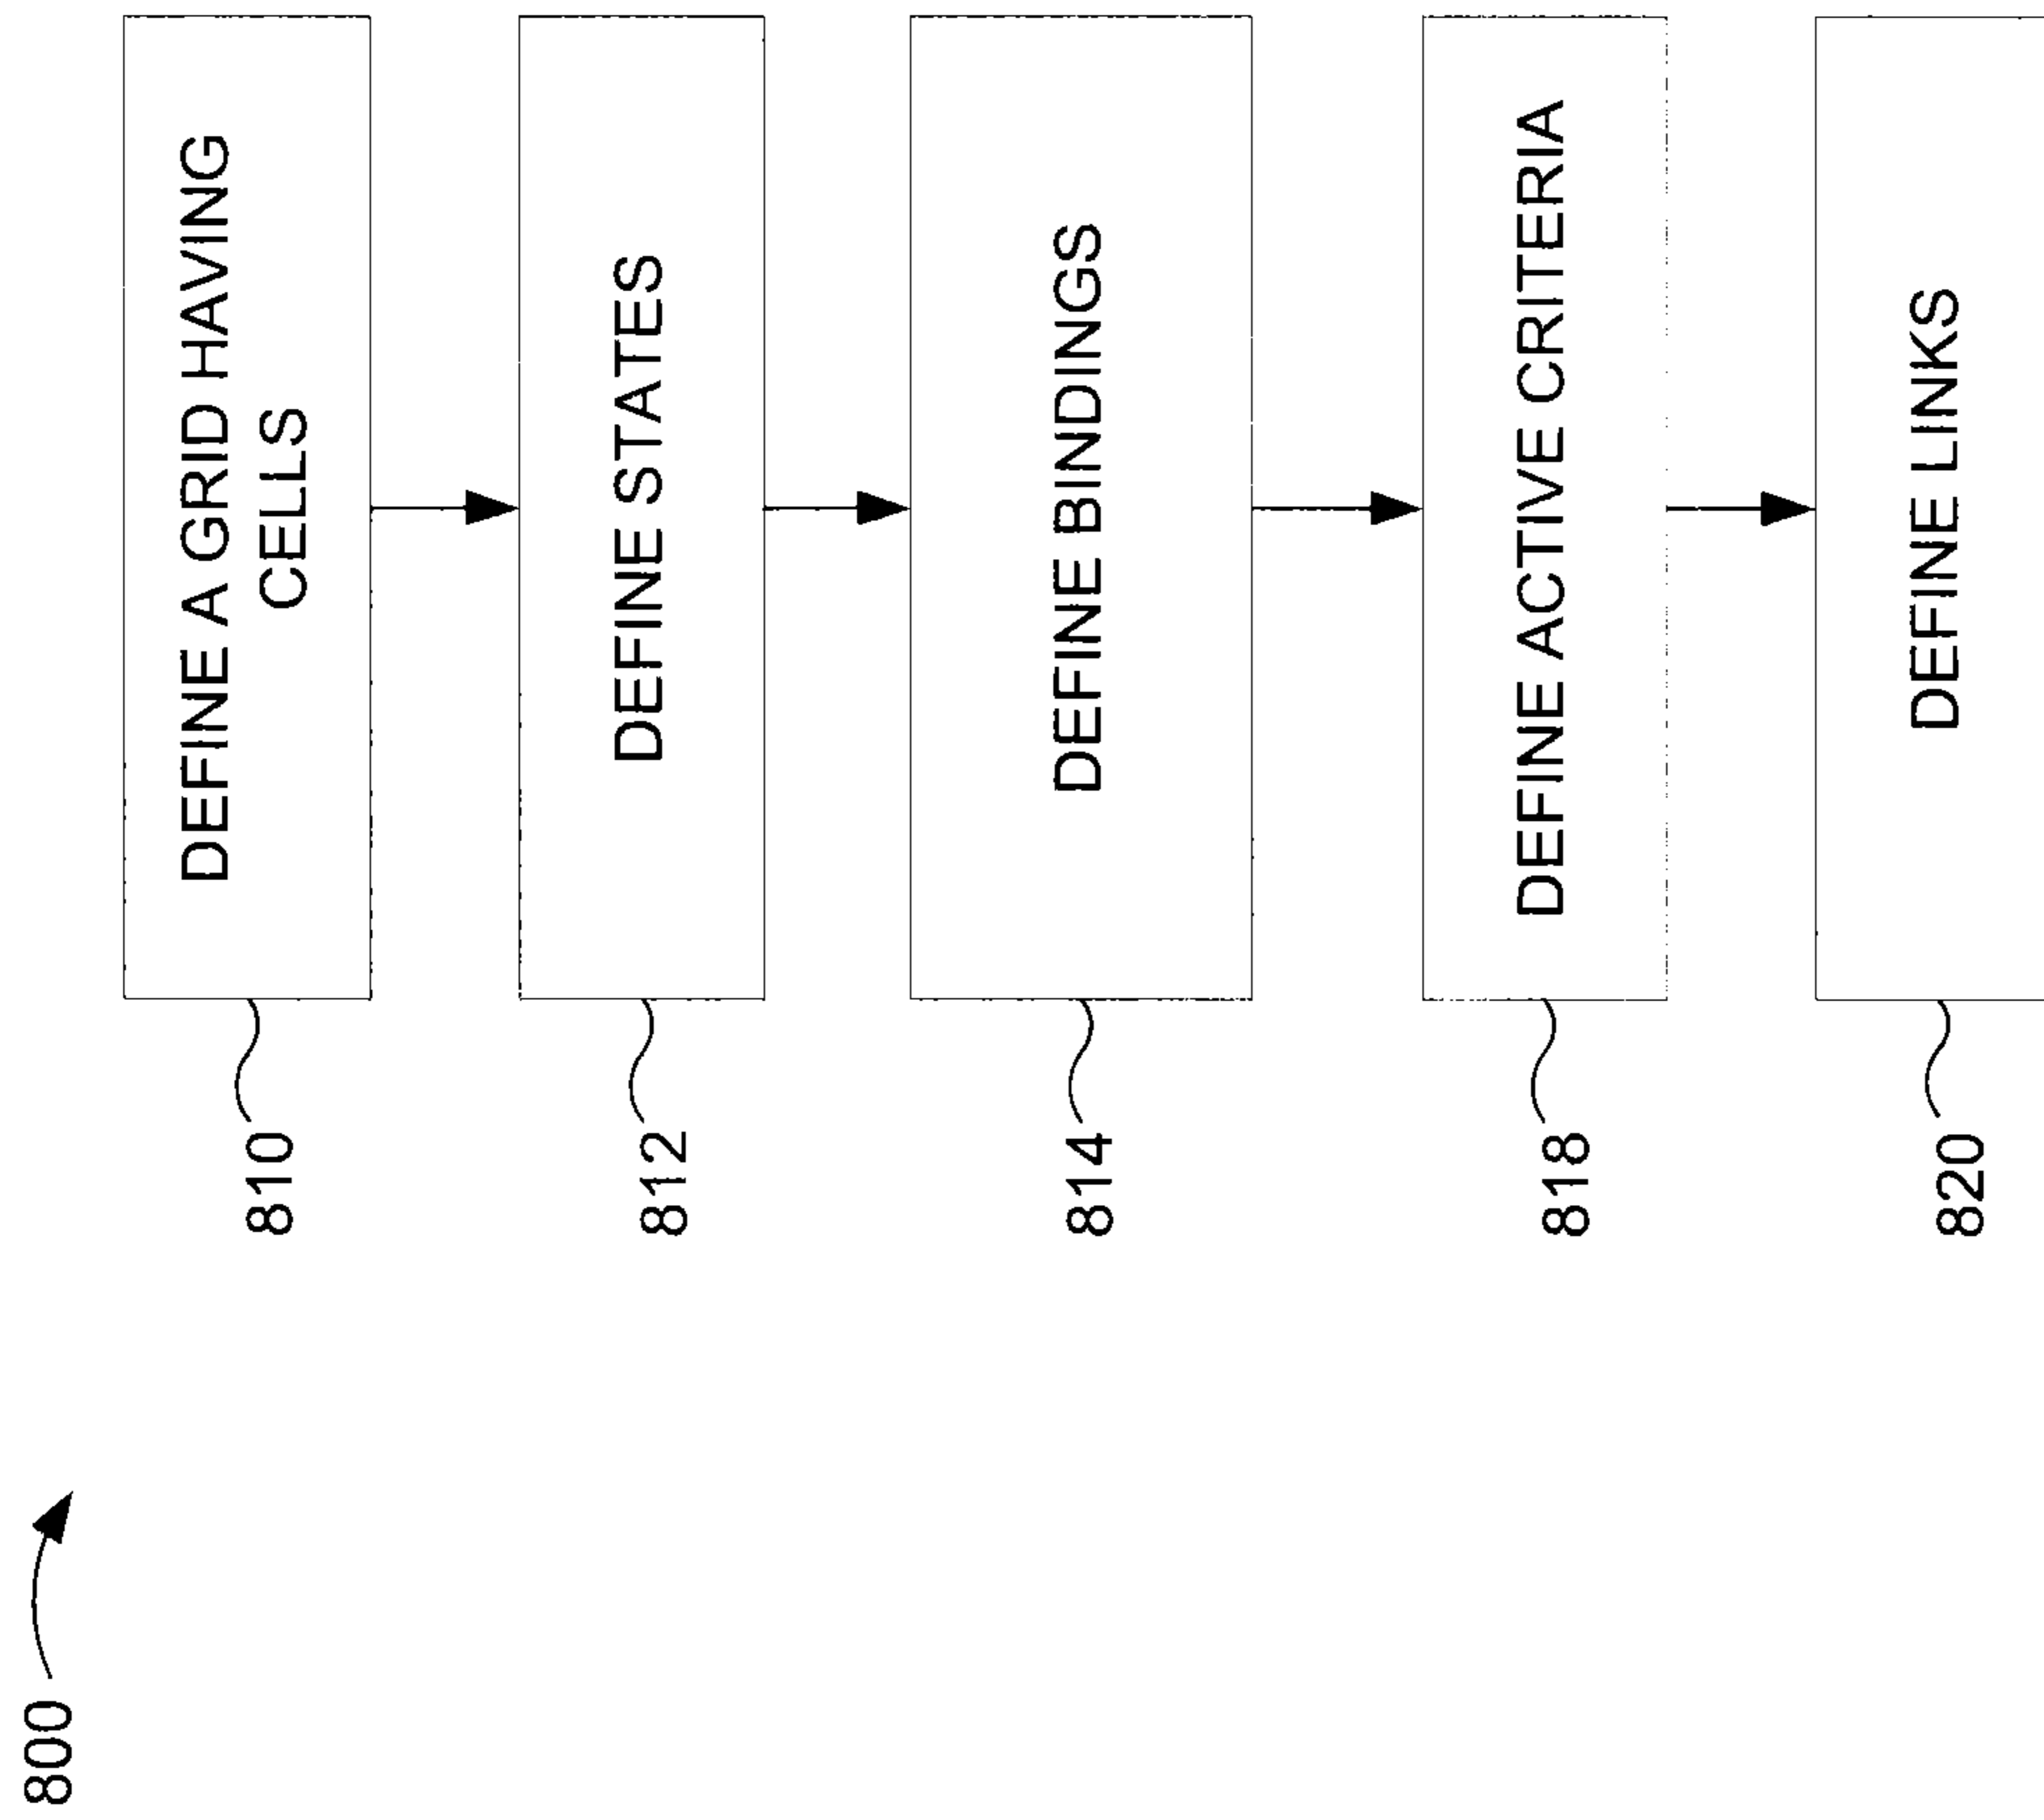 800
810
DEFINE A GRID HAVING
CELLS
812
DEFINE STATES
814
DEFINE BINDINGS
818
DEFINE ACTIVE CRITERIA
820
DEFINE LINKS